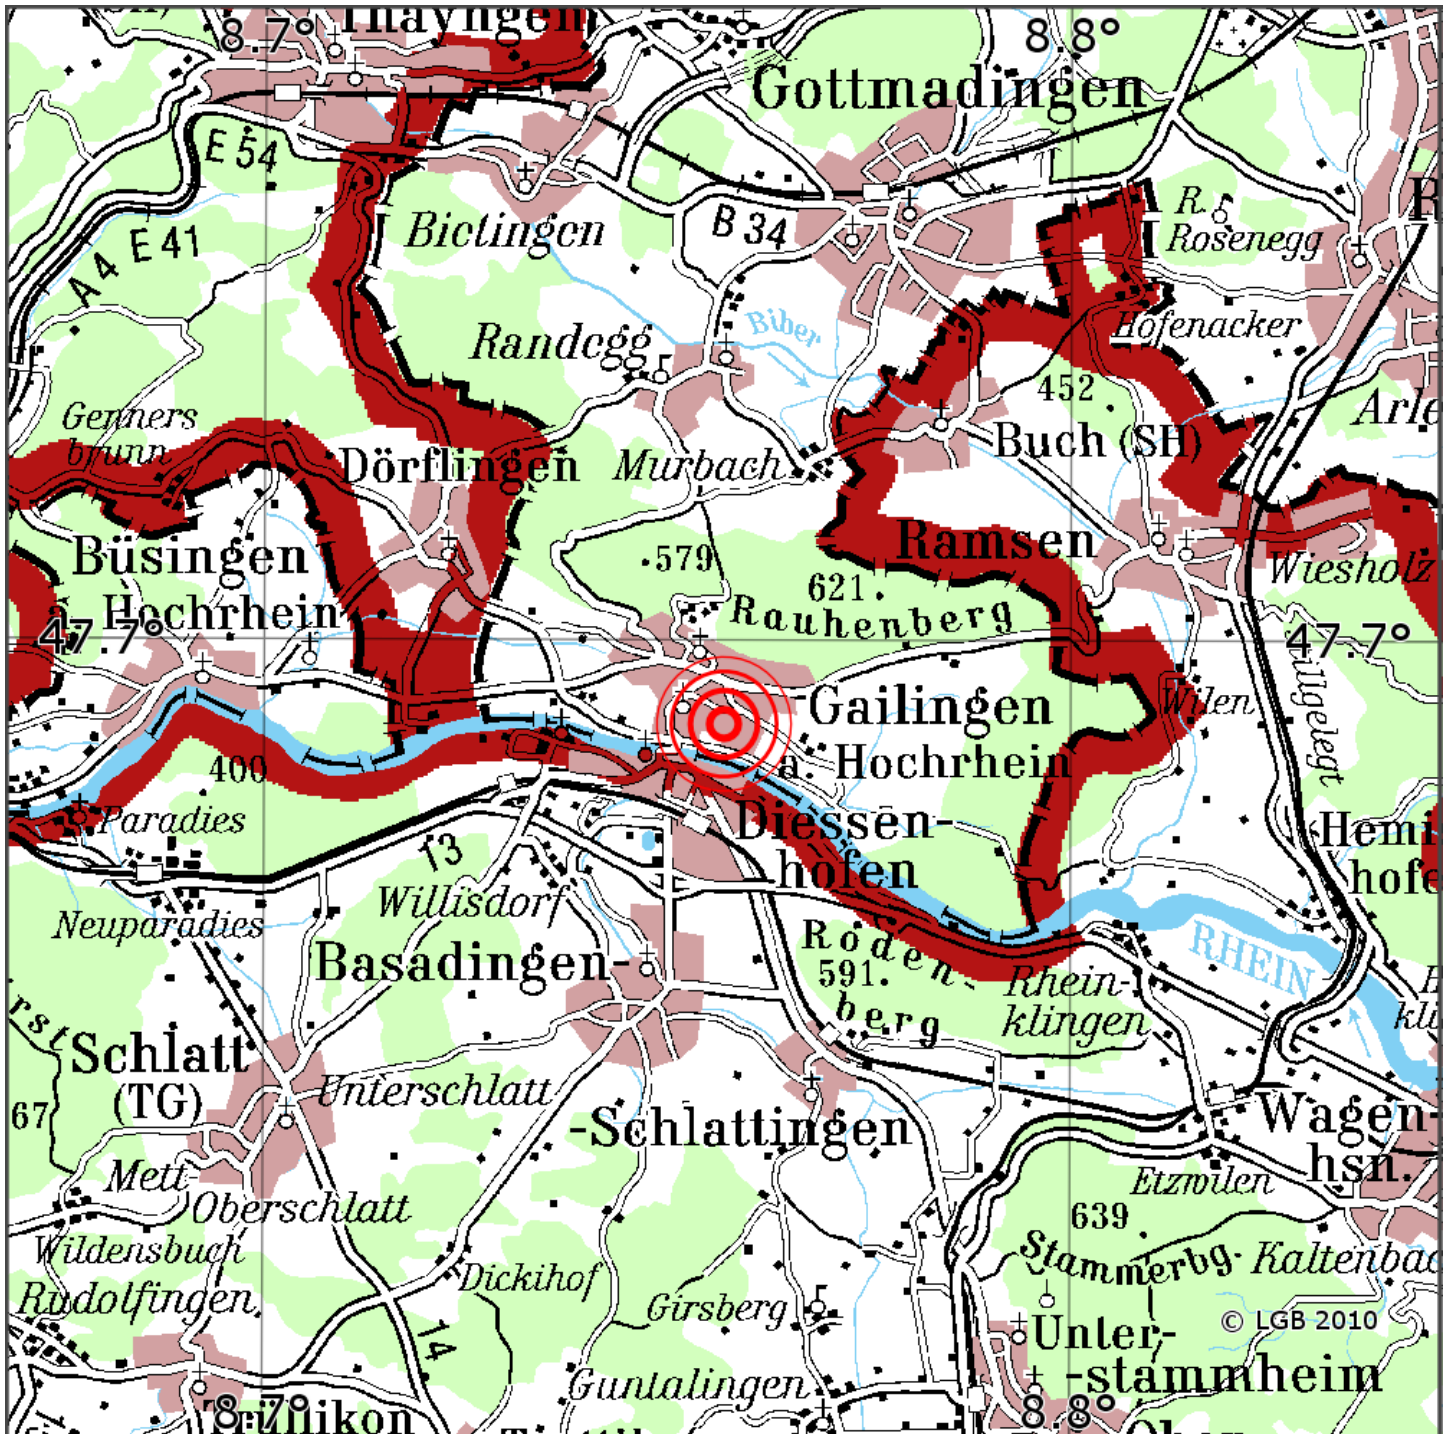 Thayngen
8.7°
8.8°
Gottmadingen
E 54
B 34
R.
Rosenegg
Bietingen
E 41
A 4
Biber
Randegg
Hofenacker
452
Genners
brunn
Dörflingen
Murbach
Buch (SH)
Büsingen
a. Hochrhein
.579
621.
Ramsen
Rauhenberg
Wiesholz
47.7°
47.7°
Wilen
stillgelegt
Gailingen
a. Hochrhein
400
Paradies
Diessen-
hofen
13
Neuparadies
Willisdorf
Basadingen-
Roden-
berg
591.
Rhein-
klingen
RHEIN
Schlatt
(TG)
Unterschlatt
67
-Schlattingen
Wagen-
hsn.
Etzwilen
Mett-
Oberschlatt
639
Stammerbg.
Kaltenbac
Wildensbuch
Rudolfingen
Dickihof
Girsberg
© LGB 2010
14
Unter-
-stammheim
Guntalingen
8.7°
8.8°
Trüllikon